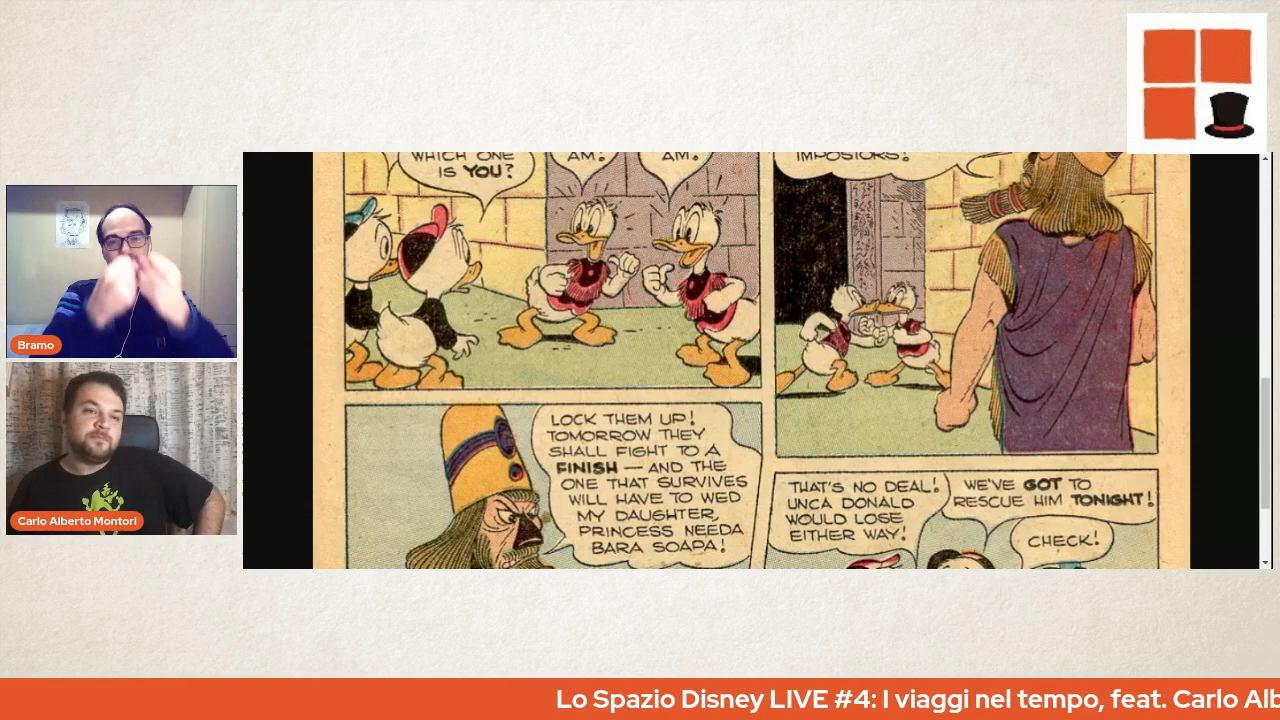 WHICH ONE
IS YOU?
AM!
AM.
IMPOSTORS!
LOCK THEM UP!
TOMORROW THEY
SHALL FIGHT TO A
FINISH — AND THE
ONE THAT SURVIVES
WILL HAVE TO WED
MY DAUGHTER,
PRINCESS NEEDA
BARA SOAPA!
THAT'S NO DEAL!
UNCA DONALD
WOULD LOSE
EITHER WAY!
WE'VE GOT TO
RESCUE HIM TONIGHT!
CHECK!
Bramo
Carlo Alberto Montori
Lo Spazio Disney LIVE #4: I viaggi nel tempo, feat. Carlo Alb